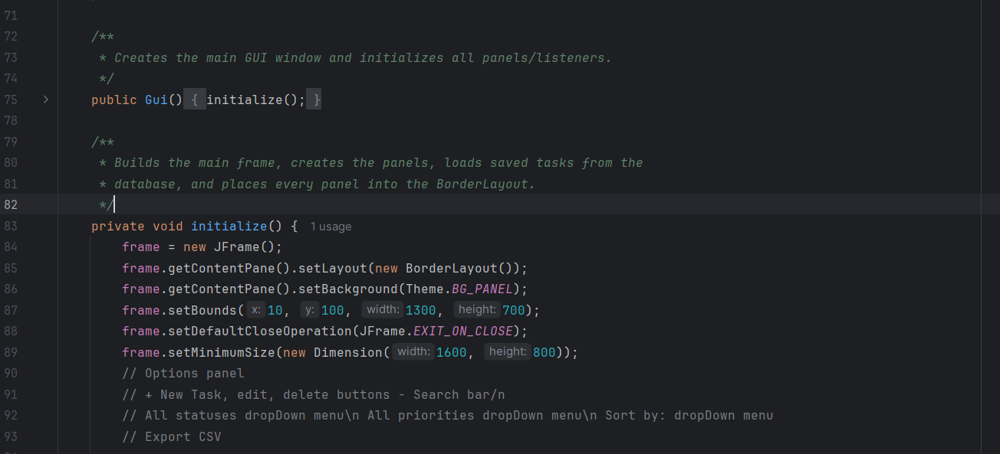 71
72 /**
73 * Creates the main GUI window and initializes all panels/listeners.
74 */
75 public Gui() { initialize(); }
78
79 /**
80 * Builds the main frame, creates the panels, loads saved tasks from the
81 * database, and places every panel into the BorderLayout.
82 */
83 private void initialize() { 1 usage
84 frame = new JFrame();
85 frame.getContentPane().setLayout(new BorderLayout());
86 frame.getContentPane().setBackground(Theme.BG_PANEL);
87 frame.setBounds( x: 10, y: 100, width: 1300, height: 700);
88 frame.setDefaultCloseOperation(JFrame.EXIT_ON_CLOSE);
89 frame.setMinimumSize(new Dimension( width: 1600, height: 800));
90 // Options panel
91 // + New Task, edit, delete buttons - Search bar/n
92 // All statuses dropDown menu\n All priorities dropDown menu\n Sort by: dropDown menu
93 // Export CSV